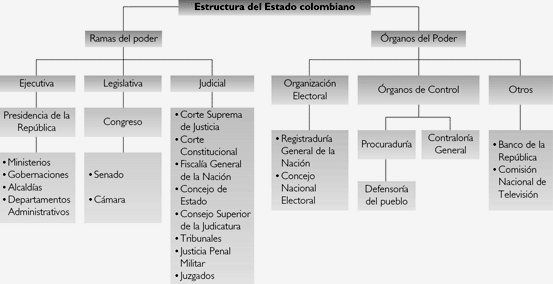 Estructura del Estado colombiano
Ramas del poder
Órganos del Poder
Ejecutiva
Legislativa
Judicial
Organización
Electoral
Órganos de Control
Otros
Presidencia de la
República
• Ministerios
• Gobernaciones
• Alcaldías
• Departamentos
Administrativos
Congreso
• Senado
• Cámara
• Corte Suprema
de Justicia
• Corte
Constitucional
• Fiscalía General
de la Nación
• Concejo de
Estado
• Consejo Superior
de la Judicatura
• Tribunales
• Justicia Penal
Militar
• Juzgados
• Registraduría
General de la
Nación
• Concejo
Nacional
Electoral
Procuraduría
Defensoría
del pueblo
Contraloría
General
• Banco de la
República
• Comisión
Nacional de
Televisión